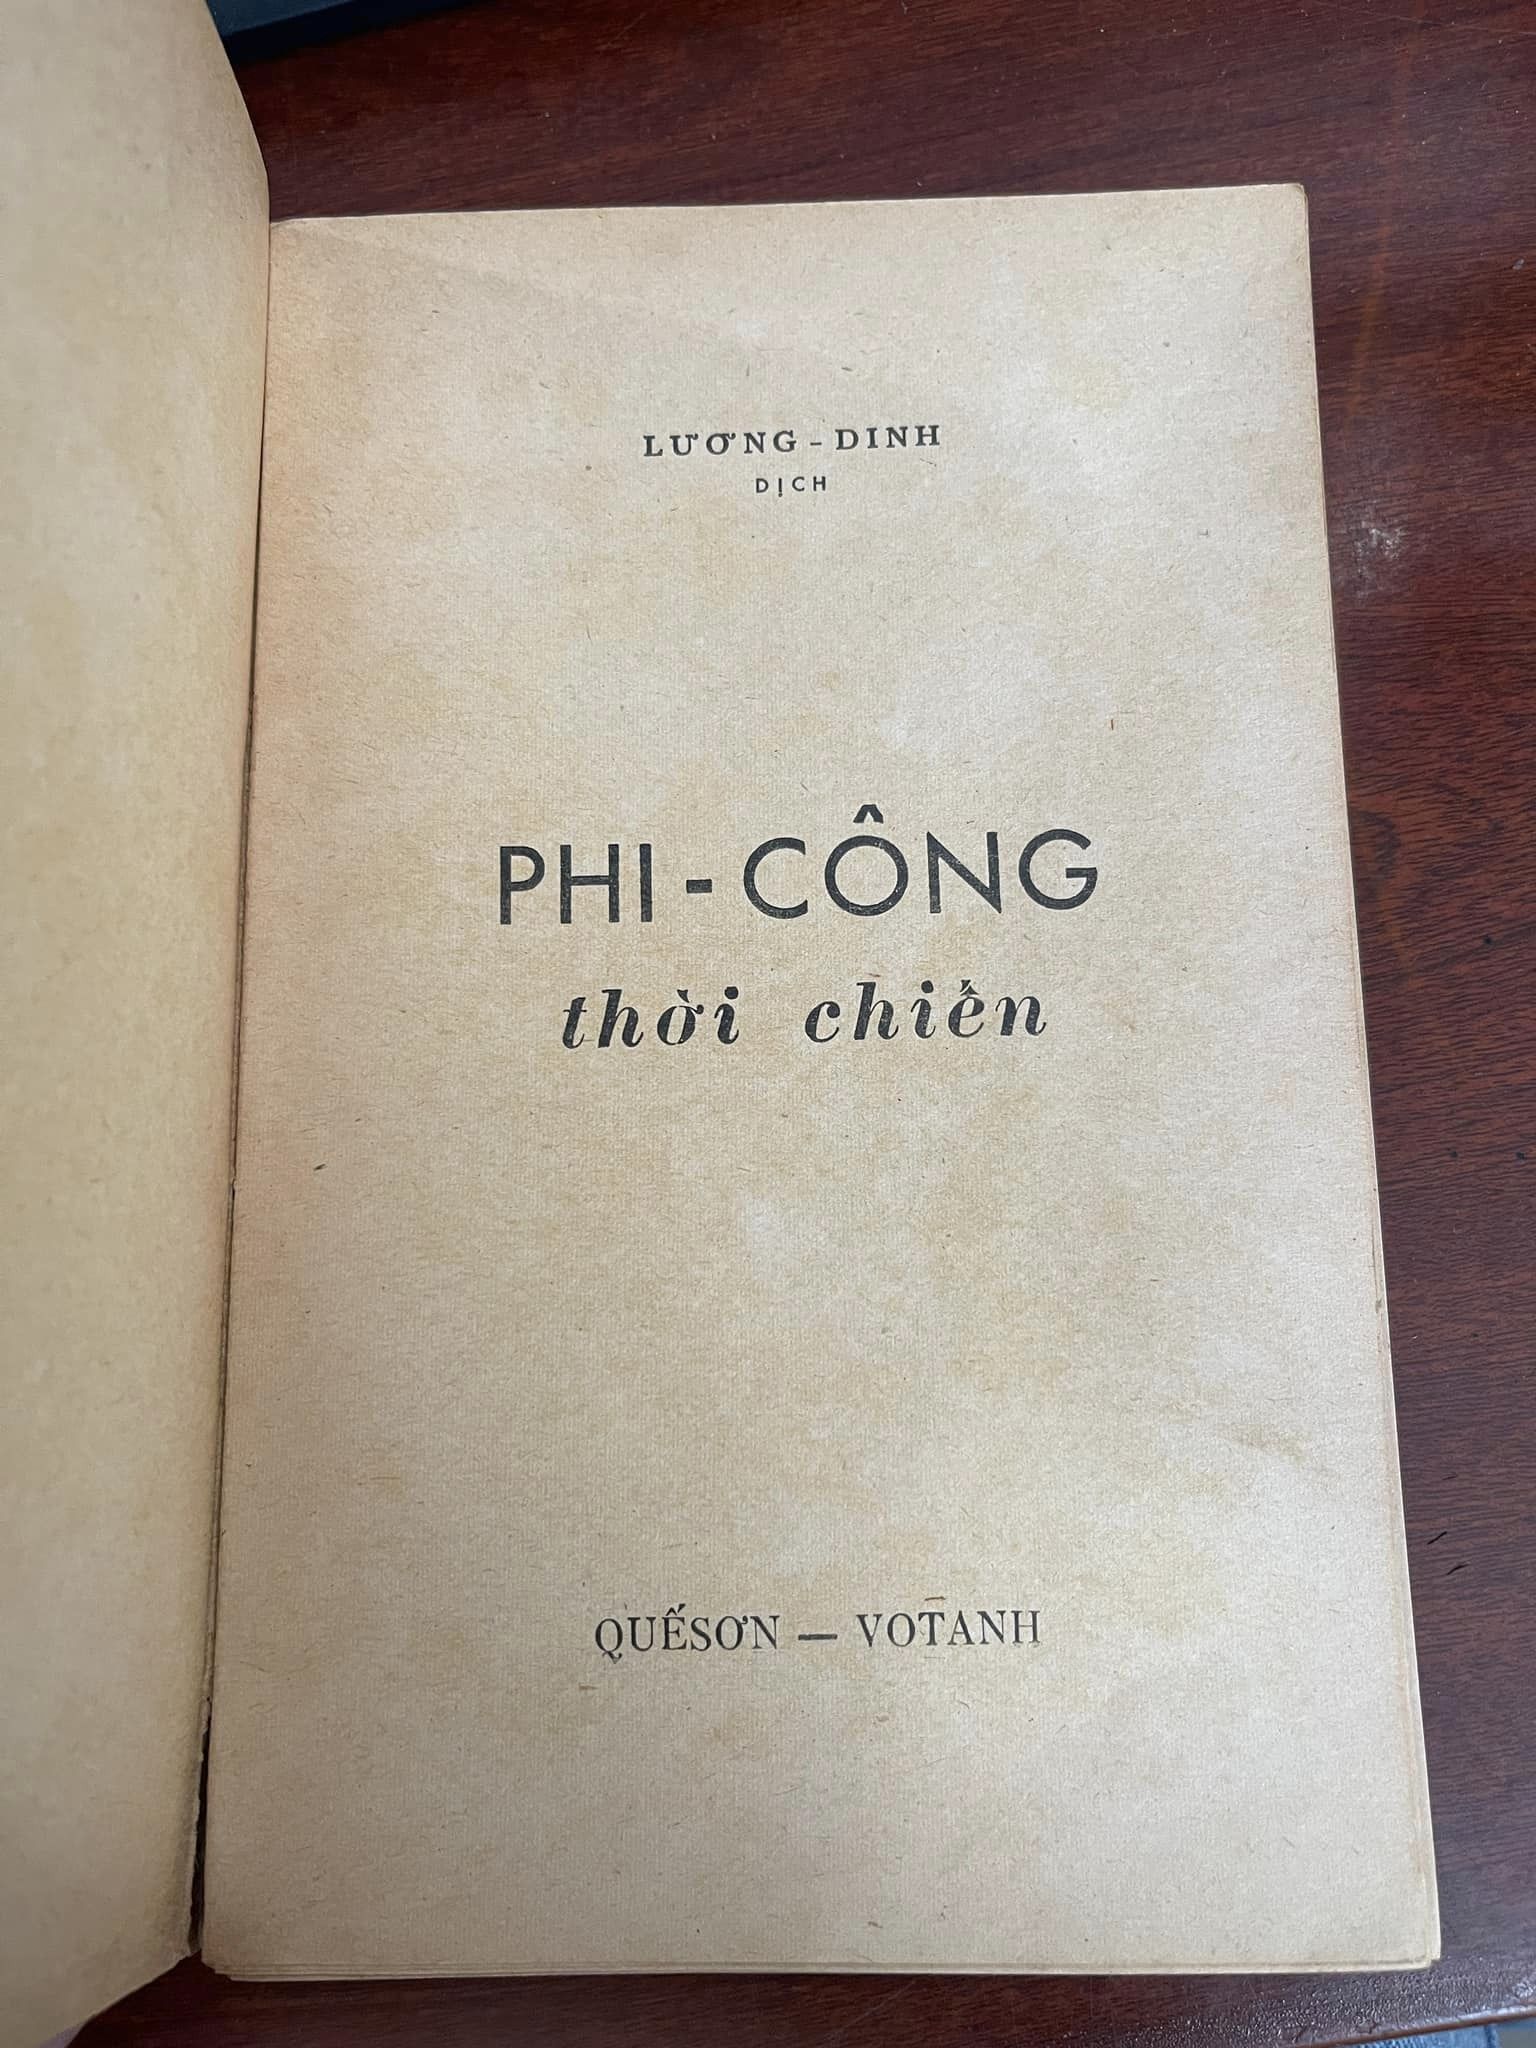 LƯƠNG - DINH
DỊCH
PHI - CÔNG
thời chiến
QUẾSƠN — VOTANH